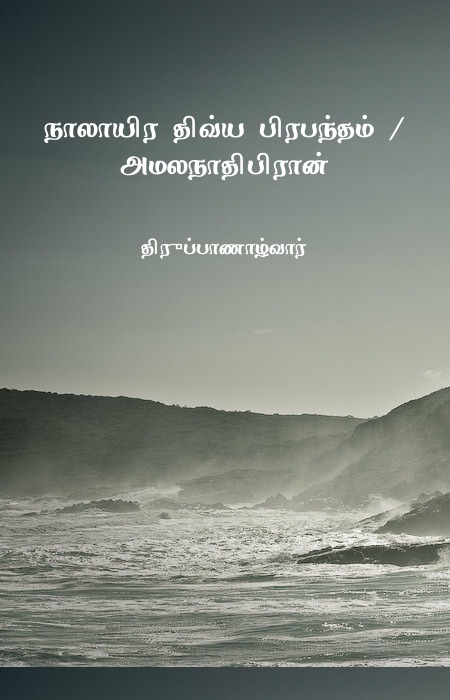 நாலாயிர திவ்ய பிரபந்தம் /
அமலநாதிபிரான்
திருப்பாணாழ்வார்